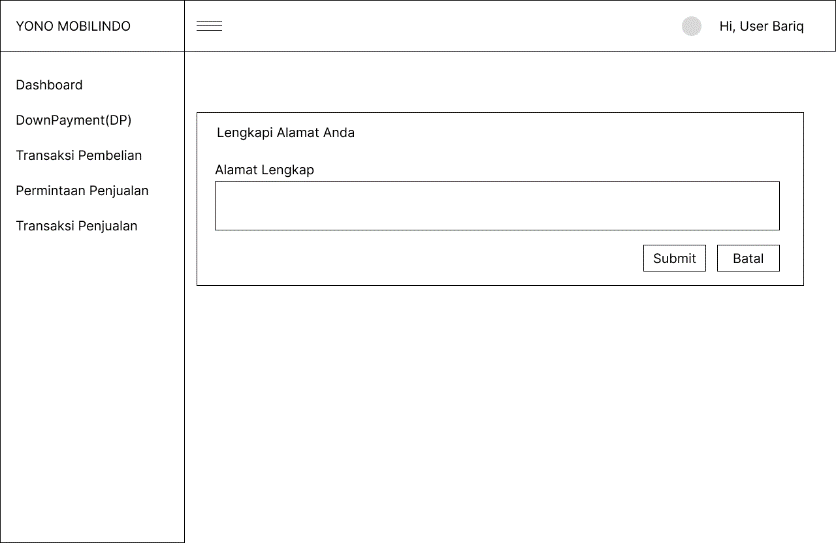 YONO MOBILINDO
Hi, User Bariq
Dashboard
DownPayment(DP)
Transaksi Pembelian
Permintaan Penjualan
Transaksi Penjualan
Lengkapi Alamat Anda
Alamat Lengkap
Submit
Batal